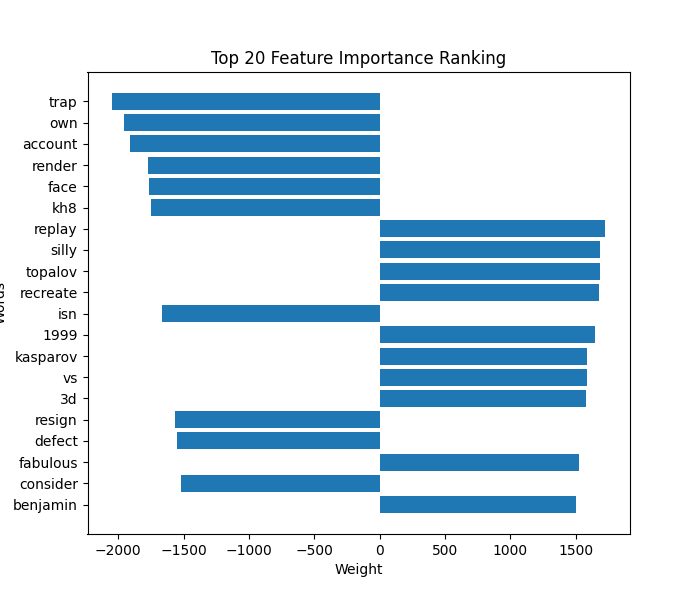 Top 20 Feature Importance Ranking
trap
own
account
render
face
kh8
replay
silly
topalov
recreate
isn
1999
kasparov
vs
3d
resign
defect
fabulous
consider
benjamin
−2000 −1500 −1000 −500 0 500 1000 1500
Weight